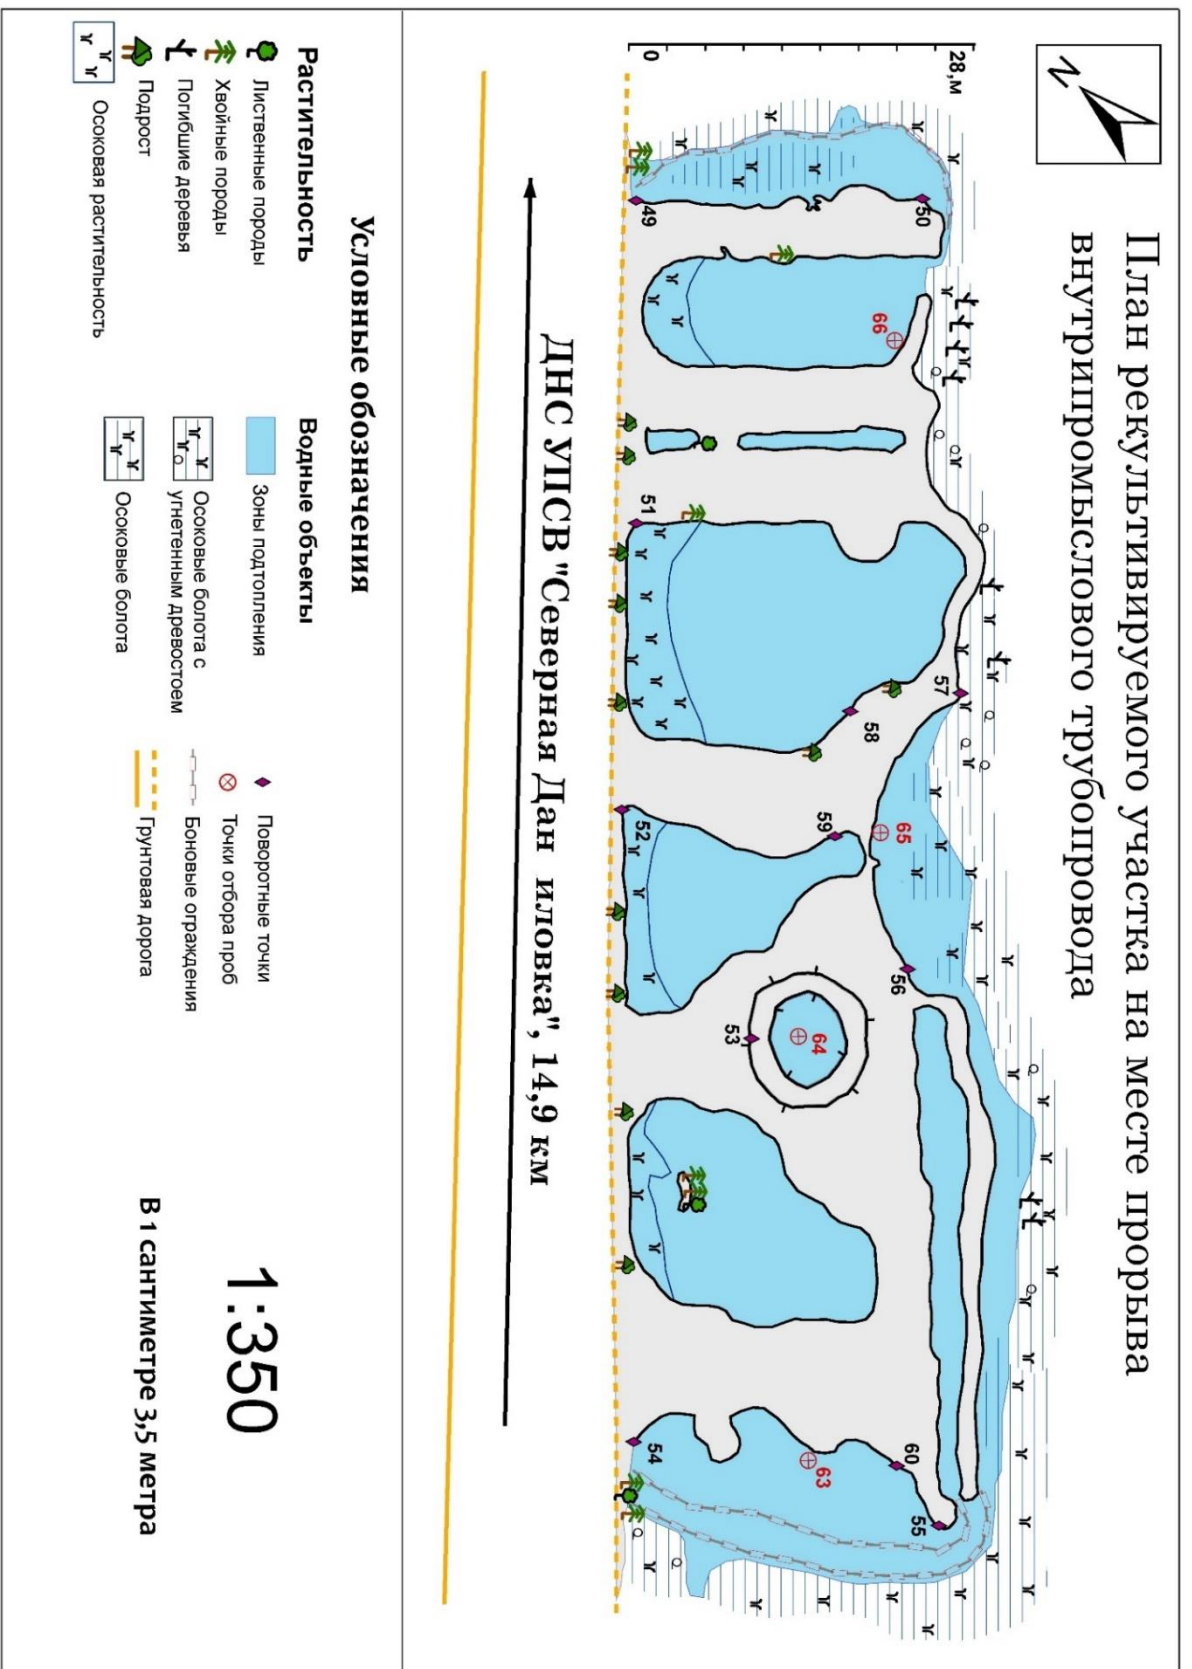 План рекультивируемого участка на месте прорыва
внутрипромыслового трубопровода
N
28,м
0
50
49
66
51
57
58
59
52
65
56
64
53
60
63
55
54
ДНС УПСВ "Северная Дан иловка", 14,9 км
Условные обозначения
Растительность
Лиственные породы
Хвойные породы
Погибшие деревья
Подрост
Осоковая растительность
Водные объекты
Зоны подтопления
Осоковые болота с
угнетенным древостоем
Осоковые болота
Поворотные точки
Точки отбора проб
Боновые ограждения
Грунтовая дорога
1:350
В 1 сантиметре 3,5 метра